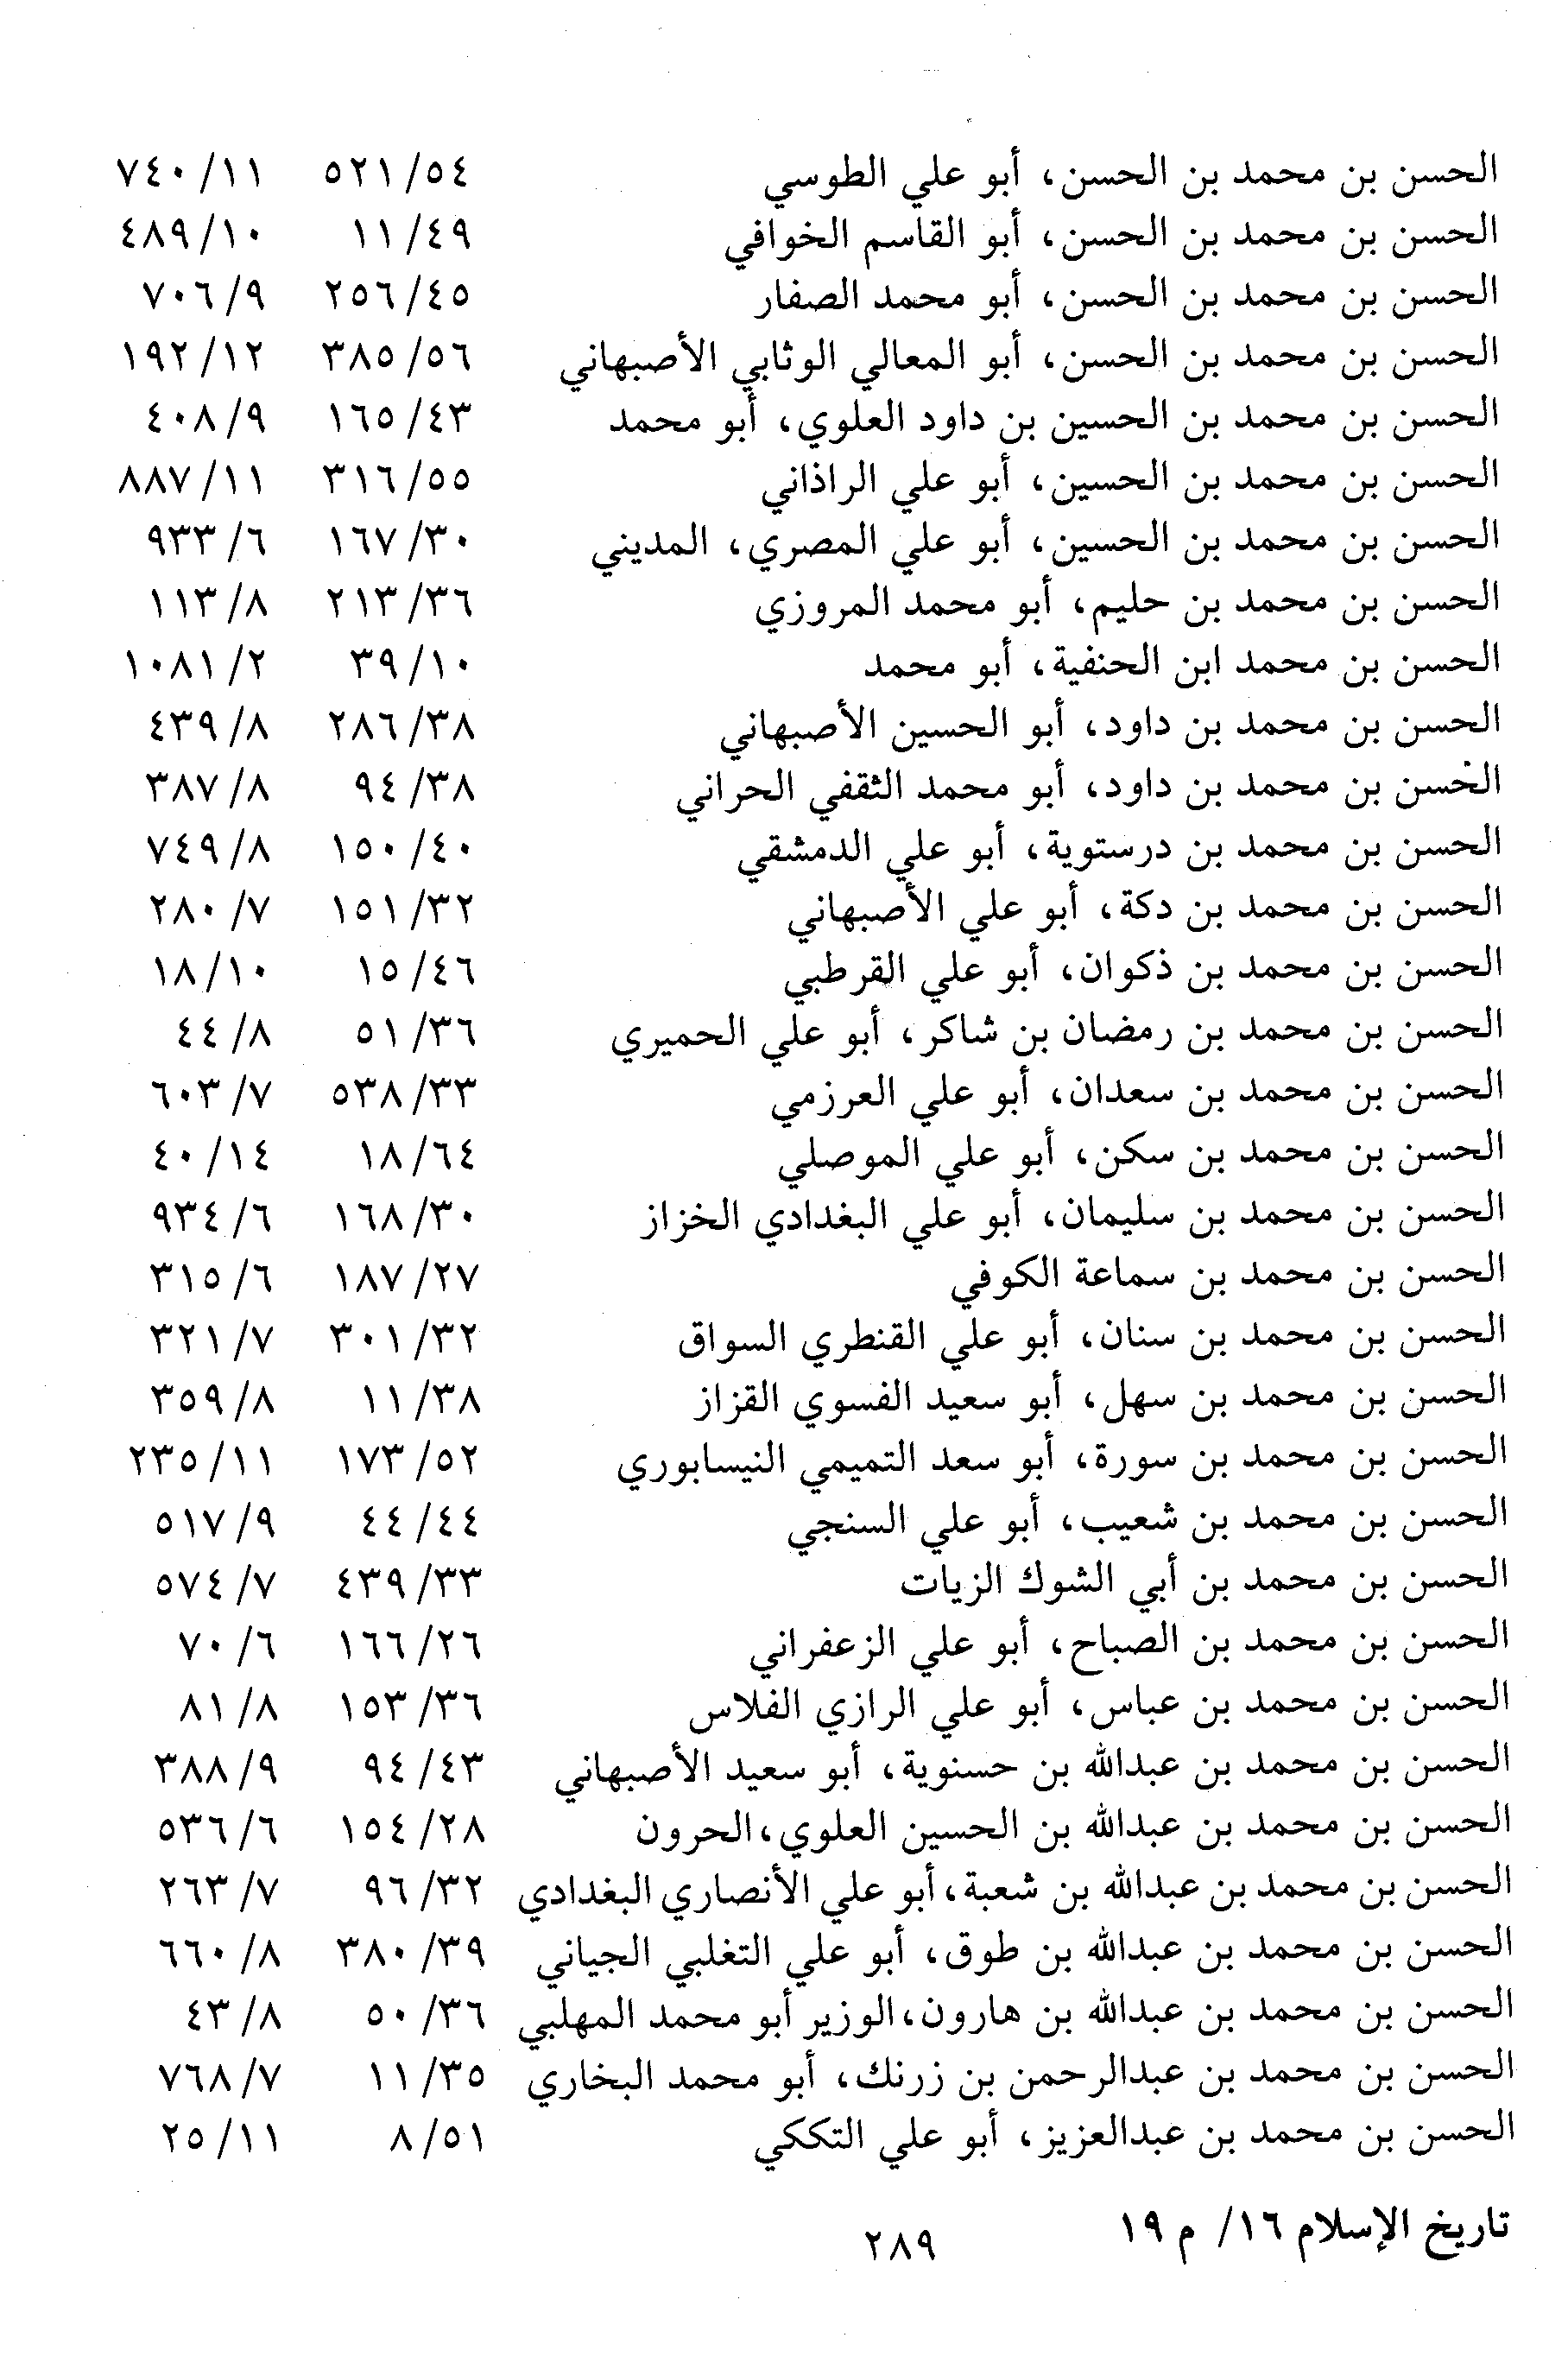 الحسن بن محمد بن الحسن، أبو علي الطوسي ٥٢١/٥٤ ٧٤٠/١١
الحسن بن محمد بن الحسن، أبو القاسم الخوافي ١١/٤٩ ٤٨٩/١٠
الحسن بن محمد بن الحسن، أبو محمد الصفار ٢٥٦/٤٥ ٧٠٦/٩
الحسن بن محمد بن الحسن، أبو المعالي الوثابي الأصبهاني ٣٨٥/٥٦ ١٩٢/١٢
الحسن بن محمد بن الحسين بن داود العلوي، أبو محمد ١٦٥/٤٣ ٤٠٨/٩
الحسن بن محمد بن الحسين، أبو علي الراذاني ٣١٦/٥٥ ٨٨٧/١١
الحسن بن محمد بن الحسين، أبو علي المصري، المديني ١٦٧/٣٠ ٩٣٣/٦
الحسن بن محمد بن حليم، أبو محمد المروزي ٢١٣/٣٦ ١١٣/٨
الحسن بن محمد ابن الحنفية، أبو محمد ٣٩/١٠ ١٠٨١/٢
الحسن بن محمد بن داود، أبو الحسين الأصبهاني ٢٨٦/٣٨ ٤٣٩/٨
الحسن بن محمد بن داود، أبو محمد الثقفي الحراني ٩٤/٣٨ ٣٨٧/٨
الحسن بن محمد بن درستوية، أبو علي الدمشقي ١٥٠/٤٠ ٧٤٩/٨
الحسن بن محمد بن دكة، أبو علي الأصبهاني ١٥١/٣٢ ٢٨٠/٧
الحسن بن محمد بن ذكوان، أبو علي القرطبي ١٥/٤٦ ١٨/١٠
الحسن بن محمد بن رمضان بن شاكر، أبو علي الحميري ٥١/٣٦ ٤٤/٨
الحسن بن محمد بن سعدان، أبو علي العرزمي ٥٣٨/٣٣ ٦٠٣/٧
الحسن بن محمد بن سكن، أبو علي الموصلي ١٨/٦٤ ٤٠/١٤
الحسن بن محمد بن سليمان، أبو علي البغدادي الخزاز ١٦٨/٣٠ ٩٣٤/٦
الحسن بن محمد بن سماعة الكوفي ١٨٧/٢٧ ٣١٥/٦
الحسن بن محمد بن سنان، أبو علي القنطري السواق ٣٠١/٣٢ ٣٢١/٧
الحسن بن محمد بن سهل، أبو سعيد الفسوي القزاز ١١/٣٨ ٣٥٩/٨
الحسن بن محمد بن سورة، أبو سعد التميمي النيسابوري ١٧٣/٥٢ ٢٣٥/١١
الحسن بن محمد بن شعيب، أبو علي السنجي ٤٤/٤٤ ٥١٧/٩
الحسن بن محمد بن أبي الشوك الزيات ٤٣٩/٣٣ ٥٧٤/٧
الحسن بن محمد بن الصباح، أبو علي الزعفراني ١٦٦/٢٦ ٧٠/٦
الحسن بن محمد بن عباس، أبو علي الرازي الفلاس ١٥٣/٣٦ ٨١/٨
الحسن بن محمد بن عبدالله بن حسنوية، أبو سعيد الأصبهاني ٩٤/٤٣ ٣٨٨/٩
الحسن بن محمد بن عبدالله بن الحسين العلوي، الحرون ١٥٤/٢٨ ٥٣٦/٦
الحسن بن محمد بن عبدالله بن شعبة، أبو علي الأنصاري البغدادي ٩٦/٣٢ ٢٦٣/٧
الحسن بن محمد بن عبدالله بن طوق، أبو علي التغلبي الجياني ٣٨٠/٣٩ ٦٦٠/٨
الحسن بن محمد بن عبدالله بن هارون، الوزير أبو محمد المهلبي ٥٠/٣٦ ٤٣/٨
الحسن بن محمد بن عبدالرحمن بن زرنك، أبو محمد البخاري ١١/٣٥ ٧٦٨/٧
الحسن بن محمد بن عبدالعزيز، أبو علي التككي ٨/٥١ ٢٥/١١
تاريخ الإسلام ١٦/ م ١٩
٢٨٩